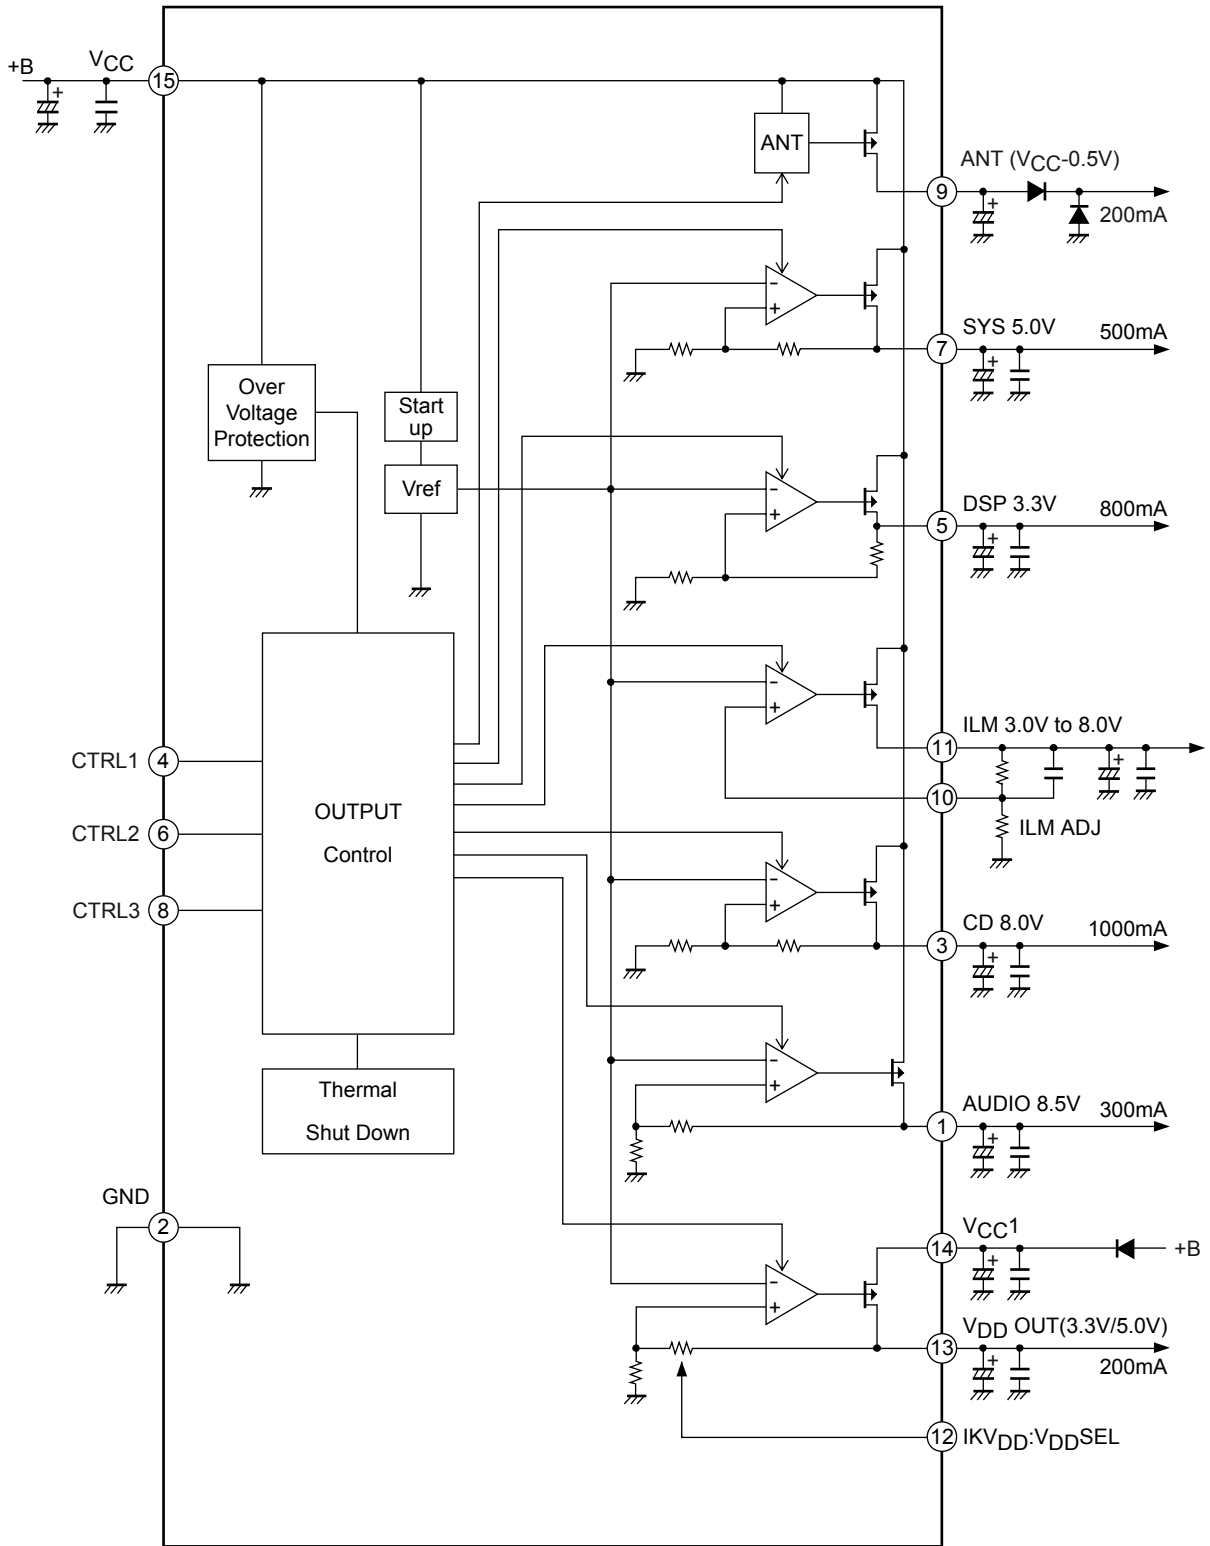 +B
VCC
15
ANT
ANT (VCC-0.5V)
9
+
+
200mA
-
+
SYS 5.0V
500mA
7
+
Over
Voltage
Protection
Start
up
Vref
-
+
DSP 3.3V
800mA
5
+
-
+
ILM 3.0V to 8.0V
11
+
10
ILM ADJ
CTRL1
4
CTRL2
6
CTRL3
8
OUTPUT
Control
-
+
CD 8.0V
1000mA
3
+
-
+
Thermal
Shut Down
AUDIO 8.5V
300mA
1
+
GND
2
VCC1
14
+
+B
-
+
VDD OUT(3.3V/5.0V)
13
+
200mA
12
IKVDD:VDDSEL